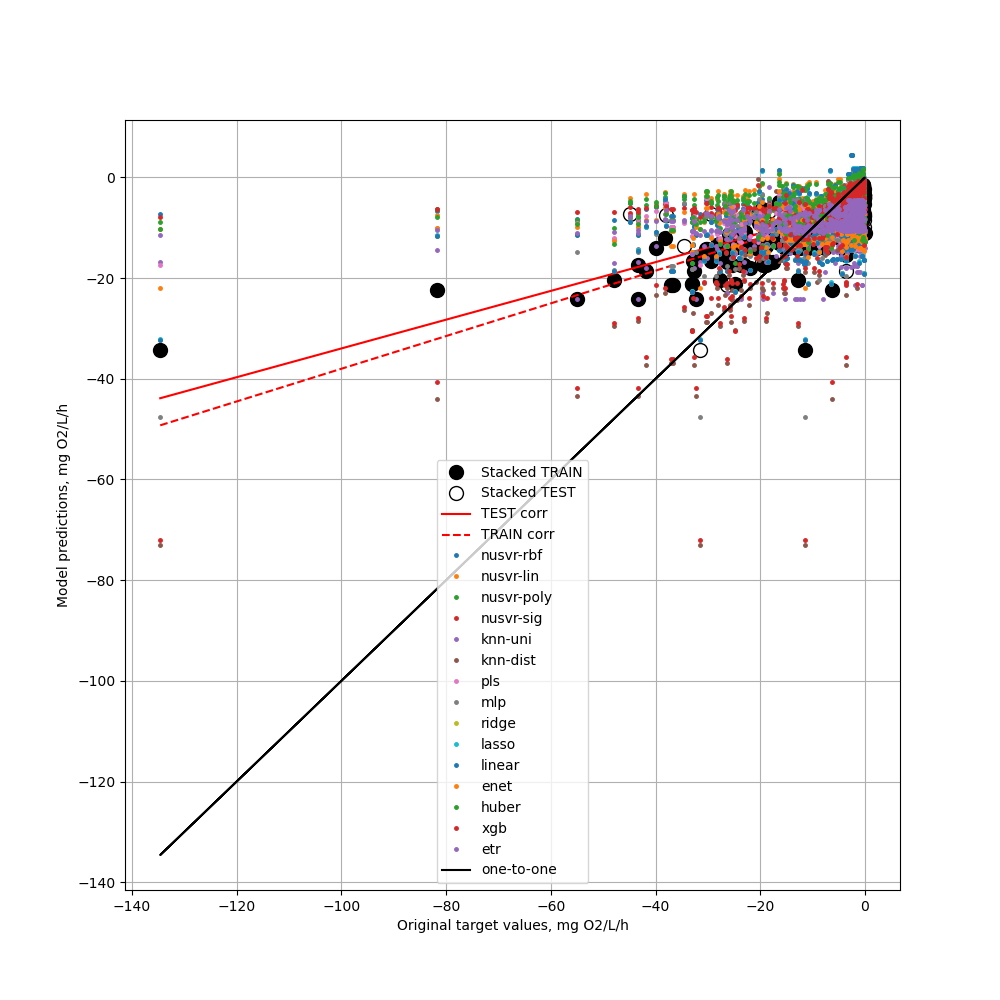 0
−20
−40
−60
−80
−100
−120
−140
Model predictions, mg O2/L/h
Stacked TRAIN
Stacked TEST
TEST corr
TRAIN corr
nusvr-rbf
nusvr-lin
nusvr-poly
nusvr-sig
knn-uni
knn-dist
pls
mlp
ridge
lasso
linear
enet
huber
xgb
etr
one-to-one
−140 −120 −100 −80 −60 −40 −20 0
Original target values, mg O2/L/h